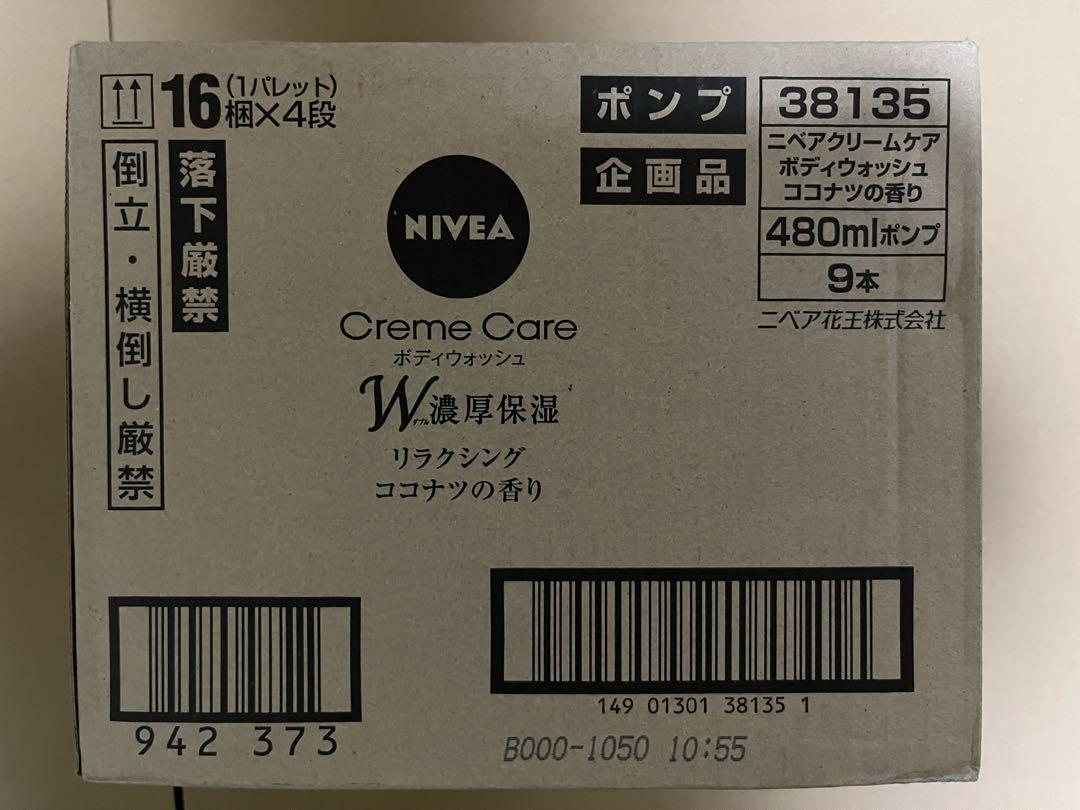 16(1パレット)
梱×4段
倒立・横倒し厳禁
落下厳禁
NIVEA
Creme Care
ボディウォッシュ
Wダブル濃厚保湿
リラクシング
ココナツの香り
ポンプ
企画品
38135
ニベアクリームケア
ボディウォッシュ
ココナツの香り
480mlポンプ
9本
ニベア花王株式会社
942 373
149 01301 38135 1
B000-1050 10:55